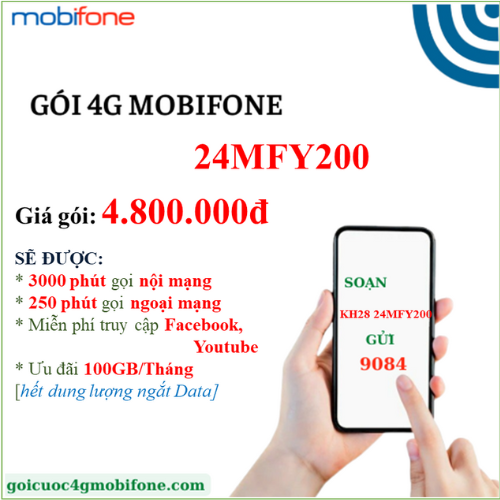 mobifone
GÓI 4G MOBIFONE
24MFY200
Giá gói: 4.800.000đ
SẼ ĐƯỢC:
* 3000 phút gọi nội mạng
* 250 phút gọi ngoại mạng
* Miễn phí truy cập Facebook,
Youtube
* Ưu đãi 100GB/Tháng
[hết dung lượng ngắt Data]
SOẠN
KH28 24MFY200
GỬI
9084
goicuoc4gmobifone.com